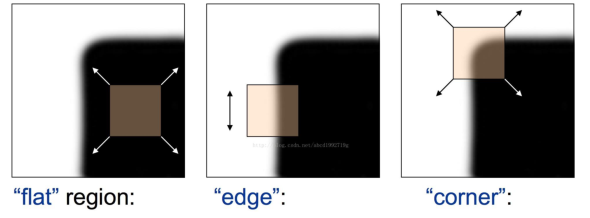 “flat” region:
“edge”:
“corner”: